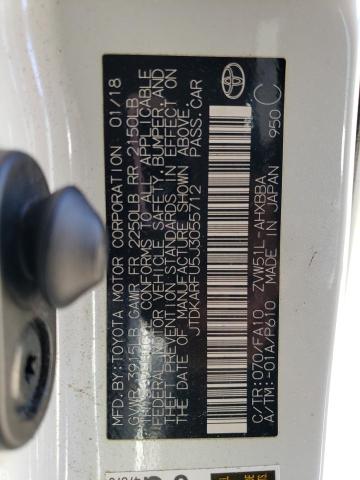 MFD.BY:TOYOTA MOTOR CORPORATION 01/18
GVWR 3915LB GAWR FR 2250LB RR 2150LB
THIS VEHICLE CONFORMS TO ALL APPLICABLE
FEDERAL MOTOR VEHICLE SAFETY, BUMPER, AND
THEFT PREVENTION STANDARDS IN EFFECT ON
THE DATE OF MANUFACTURE SHOWN ABOVE.
JTDKARFU5J3055712 PASS.CAR
C/TR:070/FA10 ZVW51L-AHXBBA
A/TM:-01A/P610 MADE IN JAPAN
950 C
TOYOTA